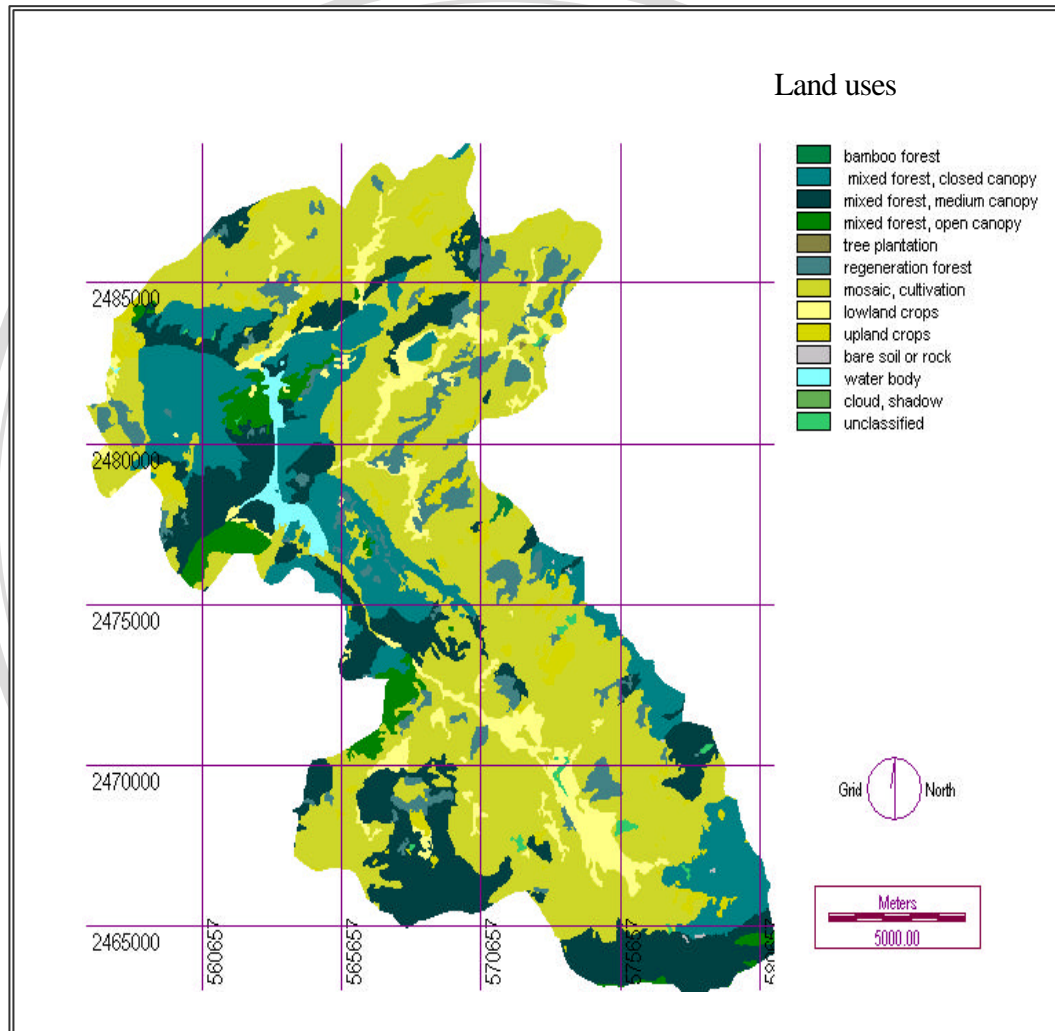 Land uses
bamboo forest
mixed forest, closed canopy
mixed forest, medium canopy
mixed forest, open canopy
tree plantation
regeneration forest
mosaic, cultivation
lowland crops
upland crops
bare soil or rock
water body
cloud, shadow
unclassified
2485000
2480000
2475000
2470000
2465000
560657
565657
570657
575657
580657
Grid North
Meters
5000.00